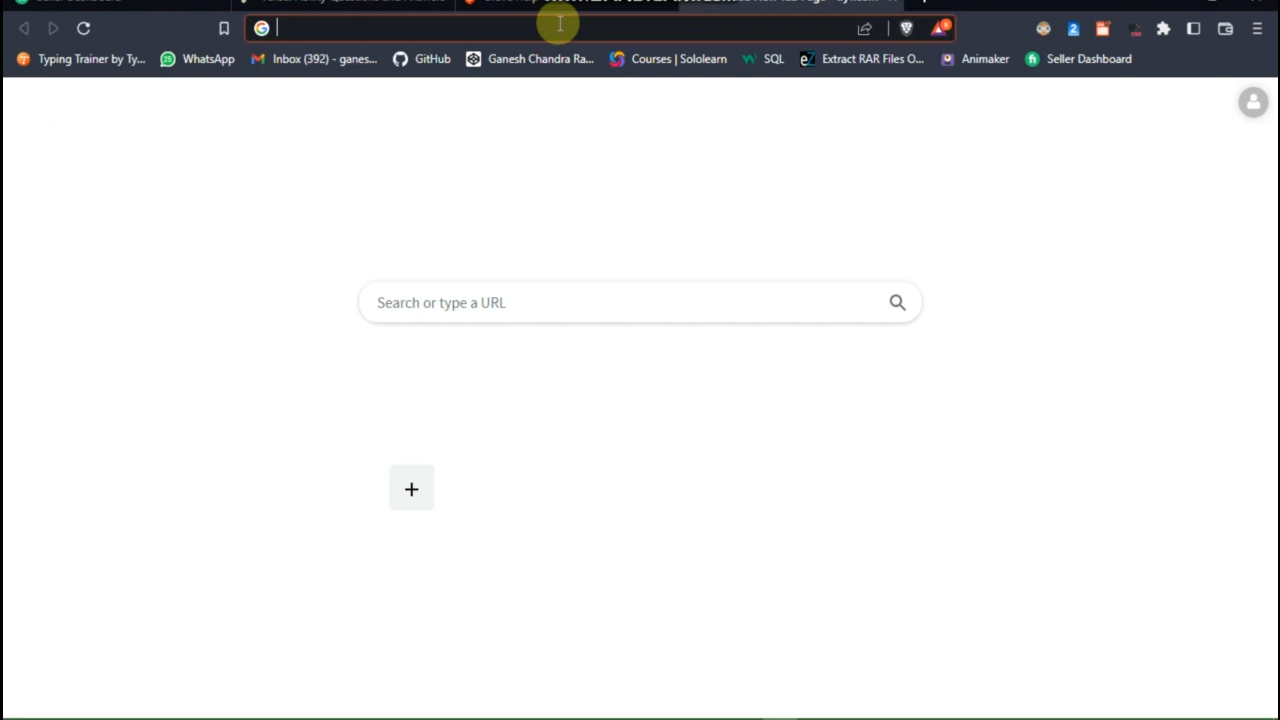 Typing Trainer by Ty... WhatsApp Inbox (392) - ganes... GitHub Ganesh Chandra Ra... Courses | Sololearn SQL Extract RAR Files O... Animaker Seller Dashboard
Search or type a URL
+